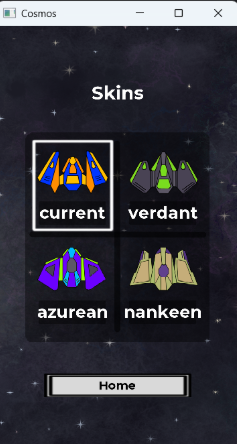 Cosmos
Skins
current verdant
azurean nankeen
Home